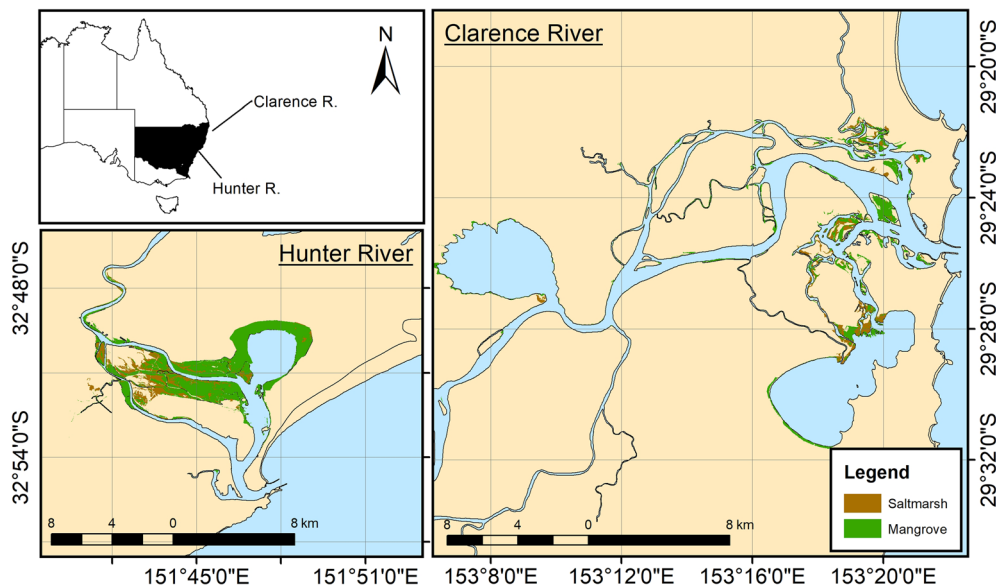 N
Clarence R.
Hunter R.
Hunter River
32°48'0"S
32°54'0"S
8 4 0 8 km
151°45'0"E 151°51'0"E
Clarence River
29°20'0"S
29°24'0"S
29°28'0"S
29°32'0"S
Legend
Saltmarsh
Mangrove
8 4 0 8 km
153°8'0"E 153°12'0"E 153°16'0"E 153°20'0"E